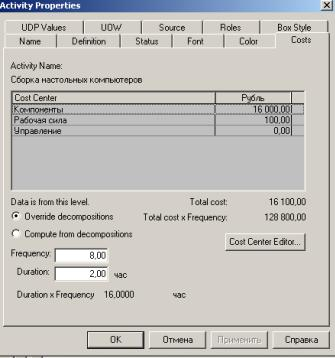 Activity Properties
UDP Values UOW Source Roles Box Style
Name Definition Status Font Color Costs
Activity Name:
Сборка настольных компьютеров
Cost Center Рубль
Компоненты 16 000,00
Рабочая сила 100,00
Управление 0,00
Data is from this level. Total cost: 16 100,00
Override decompositions Total cost x Frequency: 128 800,00
Compute from decompositions
Cost Center Editor...
Frequency: 8,00
Duration: 2,00 час
Duration x Frequency 16,0000 час
OK Отмена Применить Справка